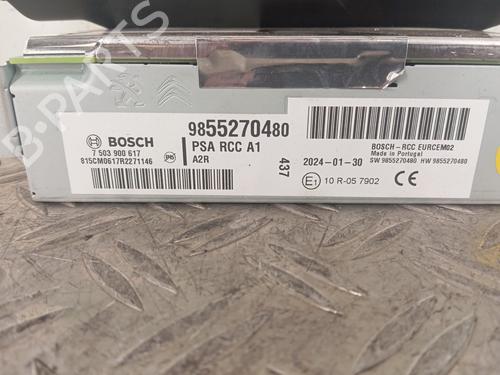 B-PARTS
BOSCH
7 503 900 617
815CM0617R2271146
9855270480
PSA RCC A1
A2R
437
2024-01-30
E1 10 R-05 7902
BOSCH-RCC EURCEM02
Made in Portugal
SW 9855270480 HW 9855270480
CE